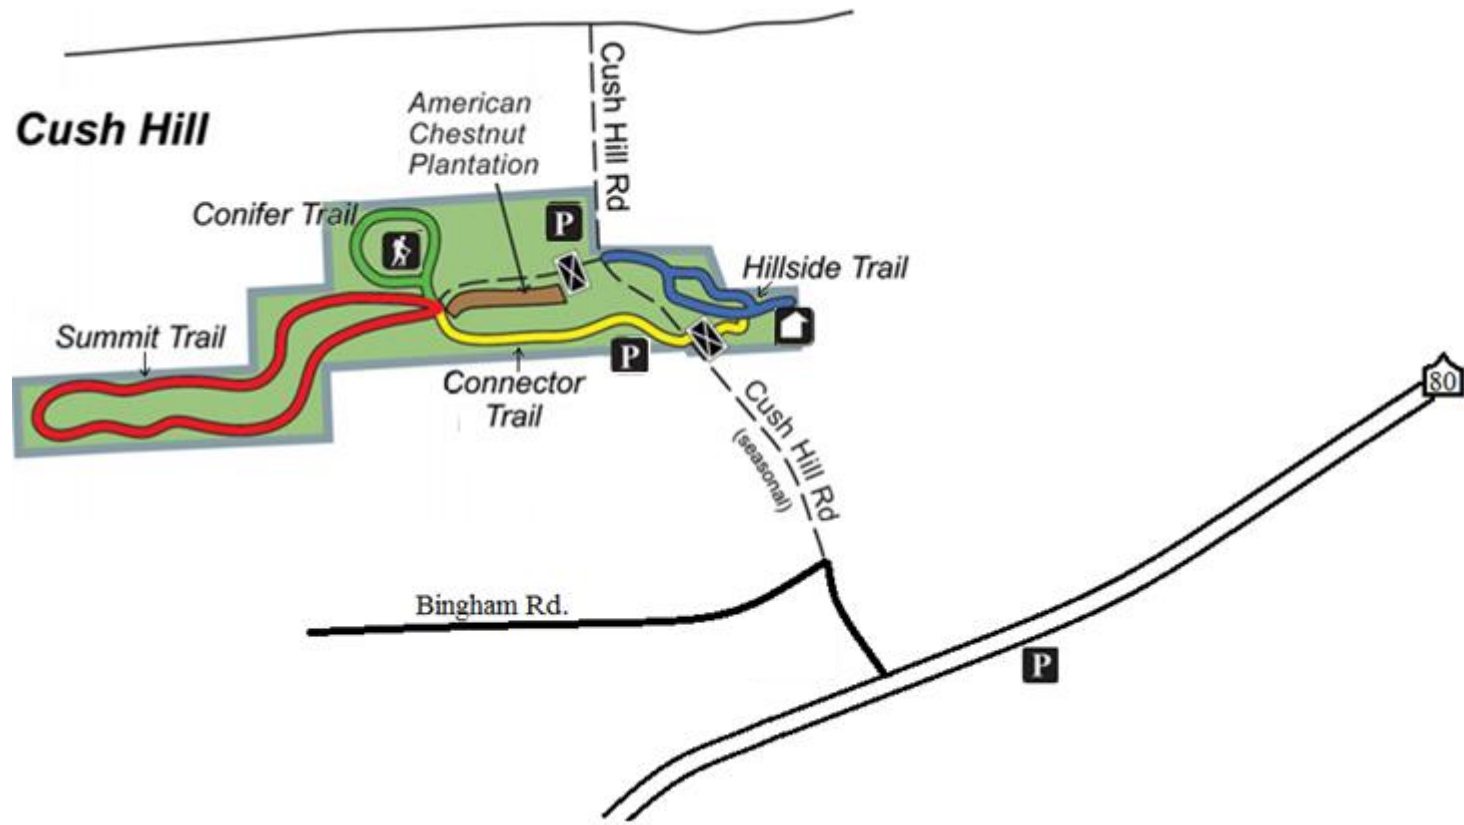 Cush Hill Rd
Cush Hill
American
Chestnut
Plantation
Conifer Trail
P
Hillside Trail
Summit Trail
P
Connector
Trail
Cush Hill Rd
(seasonal)
80
Bingham Rd.
P